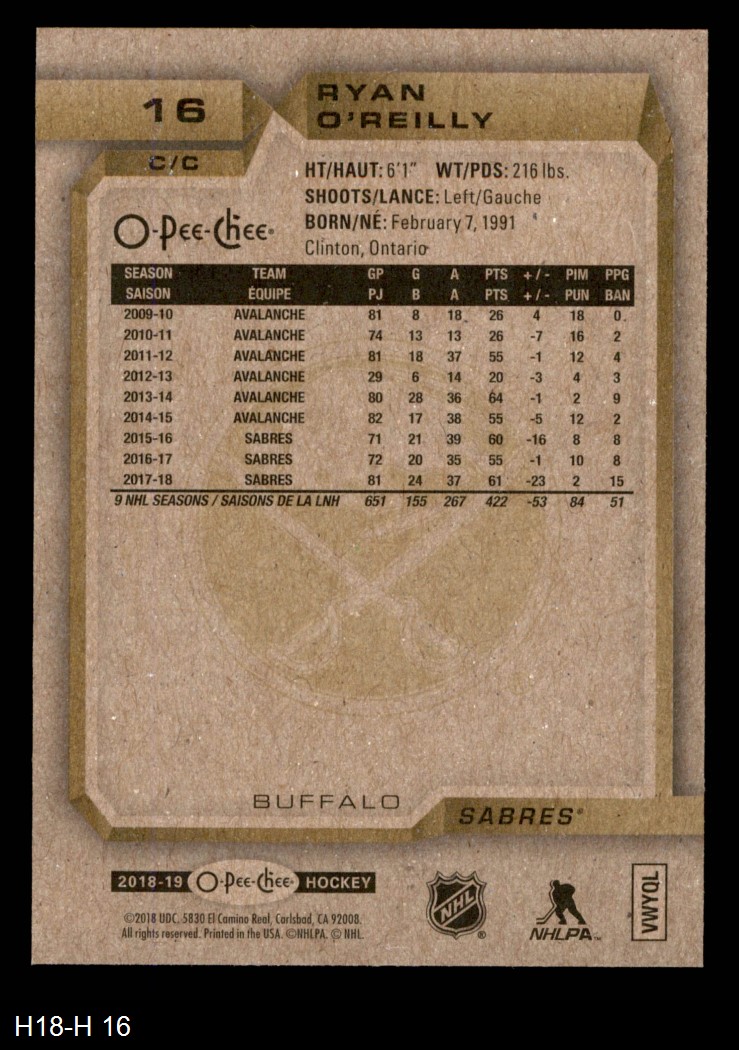 16
RYAN
O'REILLY
C/C
HT/HAUT: 6'1" WT/PDS: 216 lbs.
SHOOTS/LANCE: Left/Gauche
BORN/NÉ: February 7, 1991
Clinton, Ontario
O-Pee-Chee®
SEASON TEAM GP G A PTS +/- PIM PPG
SAISON ÉQUIPE PJ B A PTS +/- PUN BAN
2009-10 AVALANCHE 81 8 18 26 4 18 0
2010-11 AVALANCHE 74 13 13 26 -7 16 2
2011-12 AVALANCHE 81 18 37 55 -1 12 4
2012-13 AVALANCHE 29 6 14 20 -3 4 3
2013-14 AVALANCHE 80 28 36 64 -1 2 9
2014-15 AVALANCHE 82 17 38 55 -5 12 2
2015-16 SABRES 71 21 39 60 -16 8 8
2016-17 SABRES 72 20 35 55 -1 10 8
2017-18 SABRES 81 24 37 61 -23 2 15
9 NHL SEASONS / SAISONS DE LA LNH 651 155 267 422 -53 84 51
BUFFALO
SABRES®
2018-19 O-Pee-Chee® HOCKEY
©2018 UDC. 5830 El Camino Real, Carlsbad, CA 92008.
All rights reserved. Printed in the USA. ©NHLPA. © NHL.
NHL®
NHLPA™
VWYQL
H18-H 16